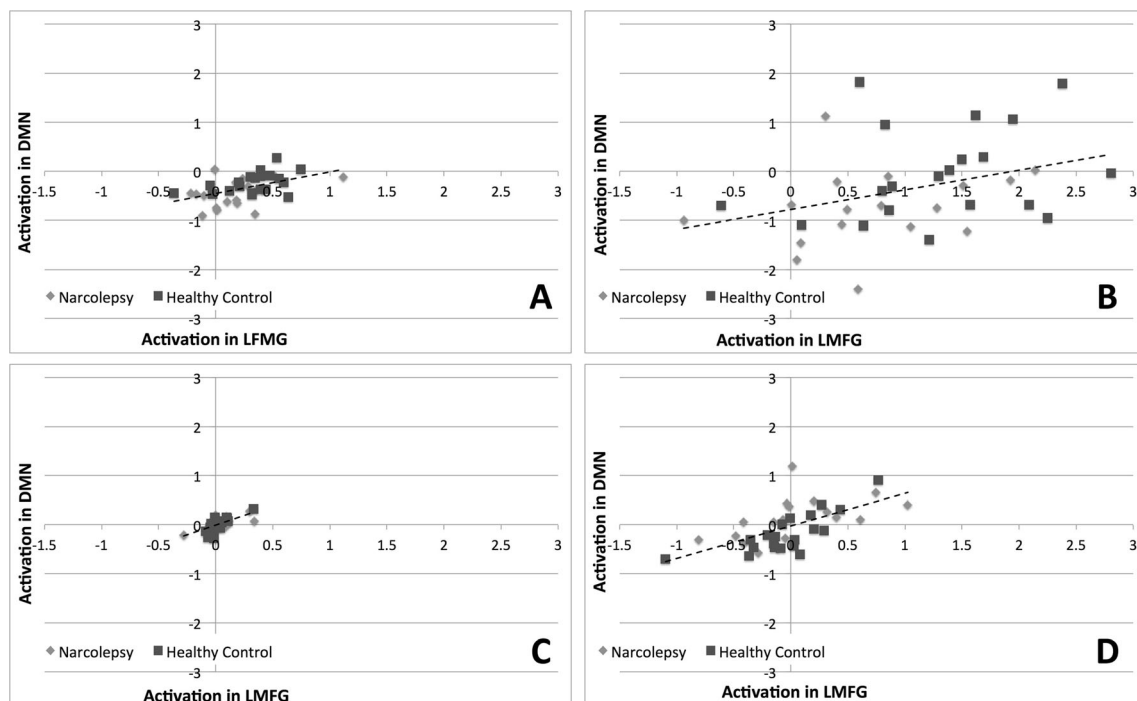 3
2
1
0
-1.5 -1 -0.5 0 0.5 1 1.5 2 2.5 3
-1
-2
-3
Activation in DMN
Narcolepsy Healthy Control
A
Activation in LFMG
3
2
1
0
-1.5 -1 -0.5 0 0.5 1 1.5 2 2.5 3
-1
-2
-3
Activation in DMN
Narcolepsy Healthy Control
B
Activation in LMFG
3
2
1
0
-1.5 -1 -0.5 0 0.5 1 1.5 2 2.5 3
-1
-2
-3
Activation in DMN
Narcolepsy Healthy Control
C
Activation in LMFG
3
2
1
0
-1.5 -1 -0.5 0 0.5 1 1.5 2 2.5 3
-1
-2
-3
Activation in DMN
Narcolepsy Healthy Control
D
Activation in LMFG